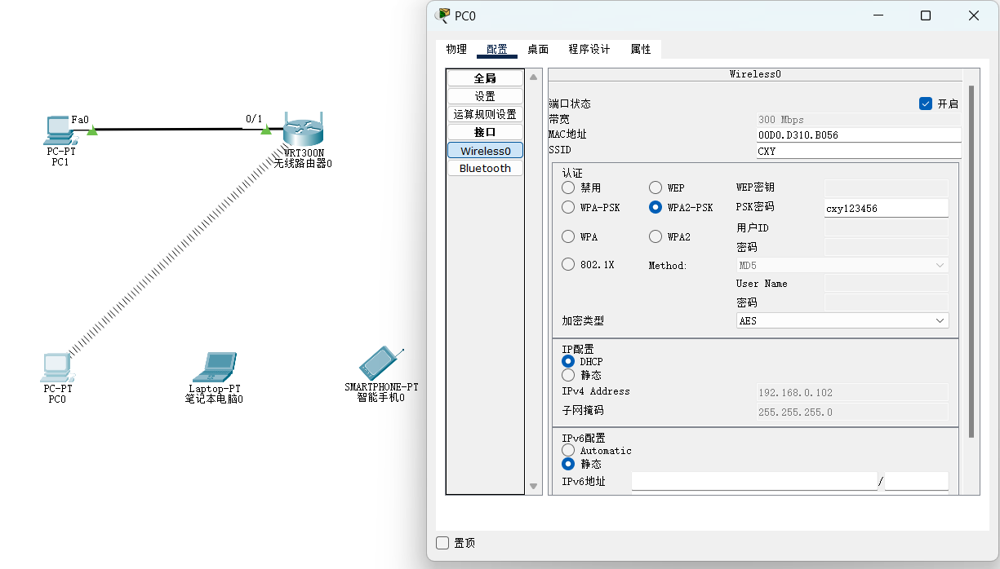 Fa0
0/1
PC-PT
PC1
WRT300N
无线路由器0
PC-PT
PC0
Laptop-PT
笔记本电脑0
SMARTPHONE-PT
智能手机0
PC0
物理 配置 桌面 程序设计 属性
全局
设置
运算规则设置
接口
Wireless0
Bluetooth
Wireless0
端口状态 开启
带宽 300 Mbps
MAC地址 00D0.D310.B056
SSID CXY
认证
禁用 WEP WEP密钥
WPA-PSK WPA2-PSK PSK密码 cxy123456
用户ID
WPA WPA2 密码
802.1X Method: MD5
User Name
密码
加密类型 AES
IP配置
DHCP
静态
IPv4 Address 192.168.0.102
子网掩码 255.255.255.0
IPv6配置
Automatic
静态
IPv6地址 /
置顶